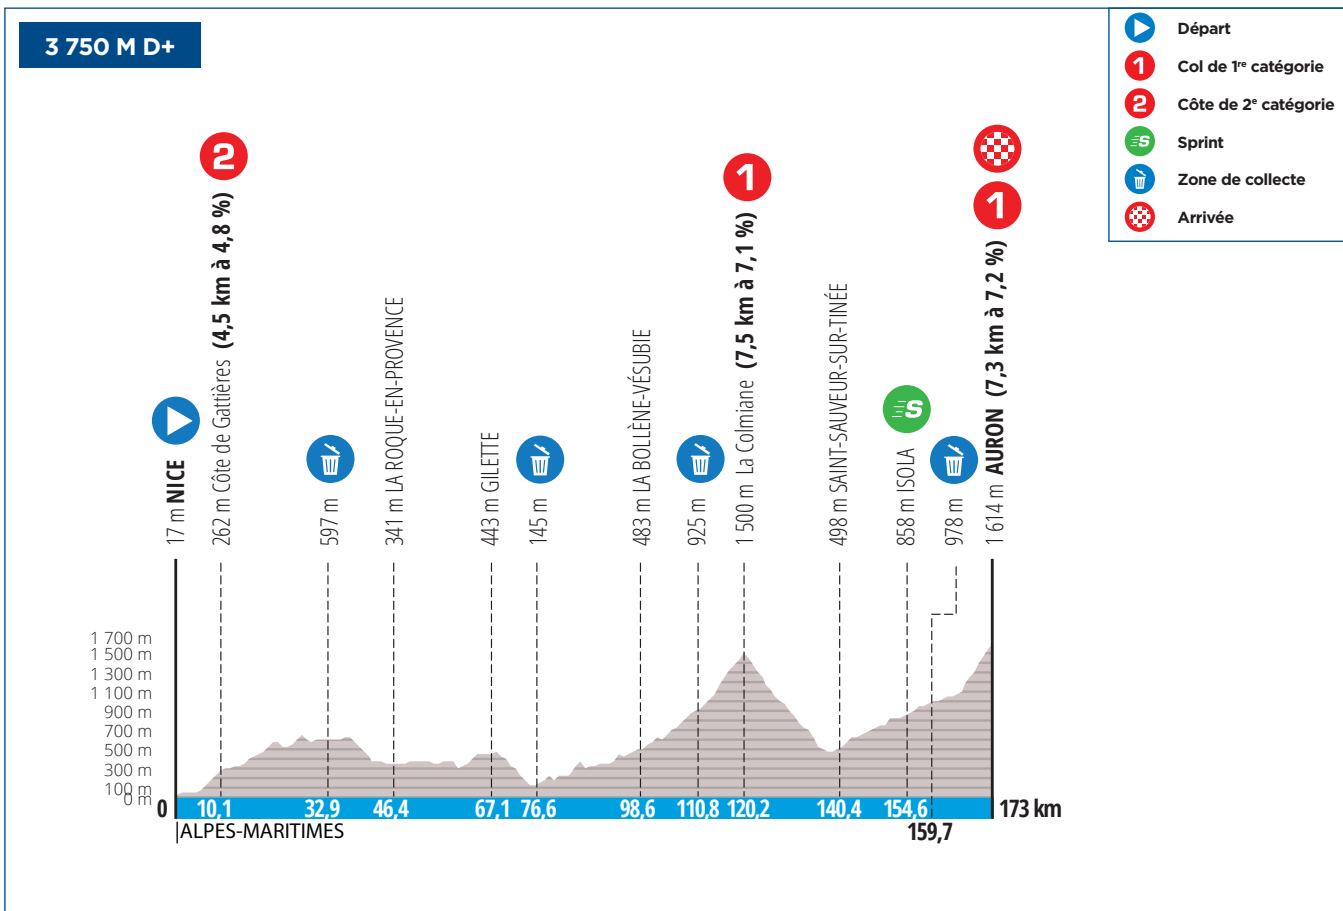 3 750 M D+
Départ
1 Col de 1re catégorie
2 Côte de 2e catégorie
S Sprint
Zone de collecte
Arrivée
2
1
1
S
17 m NICE
262 m Côte de Gattières (4,5 km à 4,8 %)
597 m
341 m LA ROQUE-EN-PROVENCE
443 m GILETTE
145 m
483 m LA BOLLÈNE-VÉSUBIE
925 m
1 500 m La Colmiane (7,5 km à 7,1 %)
498 m SAINT-SAUVEUR-SUR-TINÉE
858 m ISOLA
978 m
1 614 m AURON (7,3 km à 7,2 %)
1 700 m
1 500 m
1 300 m
1 100 m
900 m
700 m
500 m
300 m
100 m
0 m
0 10,1 32,9 46,4 67,1 76,6 98,6 110,8 120,2 140,4 154,6 173 km
159,7
ALPES-MARITIMES